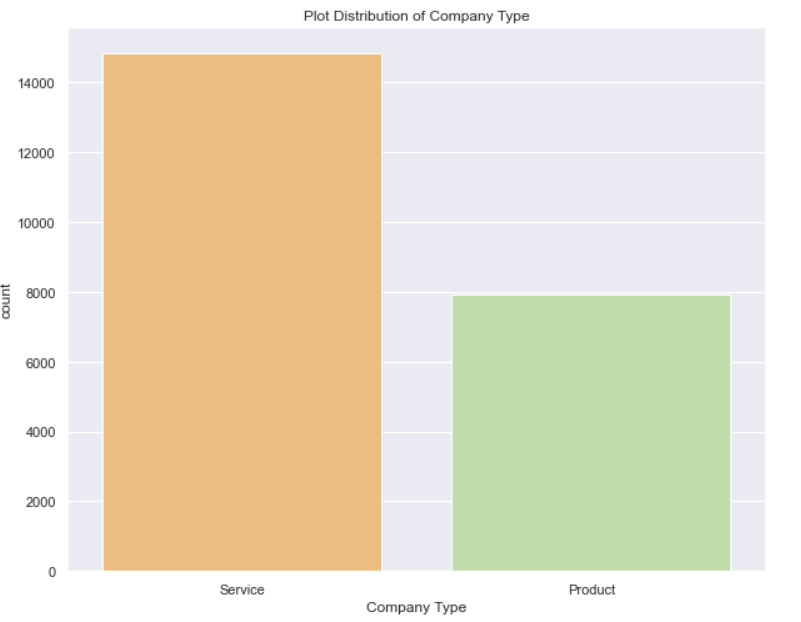 Plot Distribution of Company Type
14000
12000
10000
8000
6000
4000
2000
0
count
Service
Product
Company Type